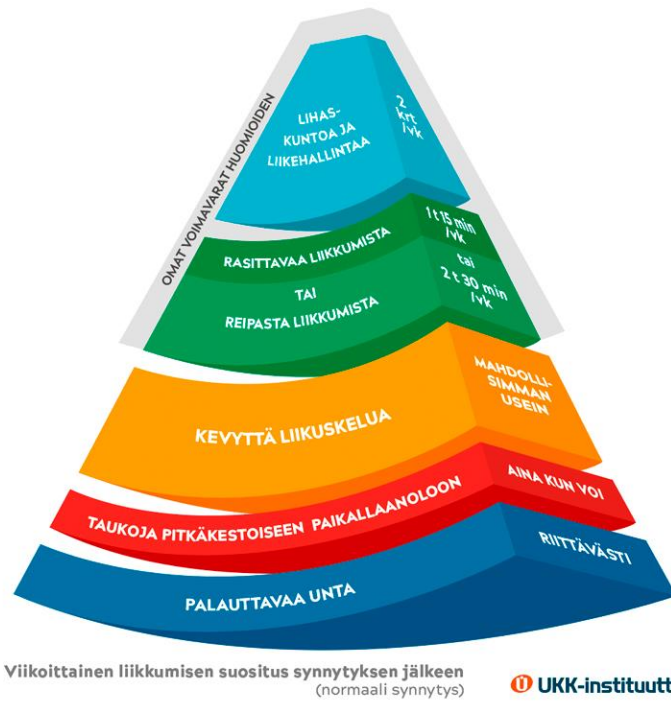 OMAT VOIMAVARAT HUOMIOIDEN
LIHAS-
KUNTOA JA
LIIKEHALLINTAA
2
krt
/vk
RASITTAVAA LIIKKUMISTA
1 t 15 min
/vk
TAI
REIPASTA LIIKKUMISTA
tai
2 t 30 min
/vk
KEVYTTÄ LIIKUSKELUA
MAHDOLLI-
SIMMAN
USEIN
TAUKOJA PITKÄKESTOISEEN PAIKALLAANOLOON
AINA KUN VOI
PALAUTTAVAA UNTA
RIITTÄVÄSTI
Viikoittainen liikkumisen suositus synnytyksen jälkeen
(normaali synnytys)
UKK-instituutt